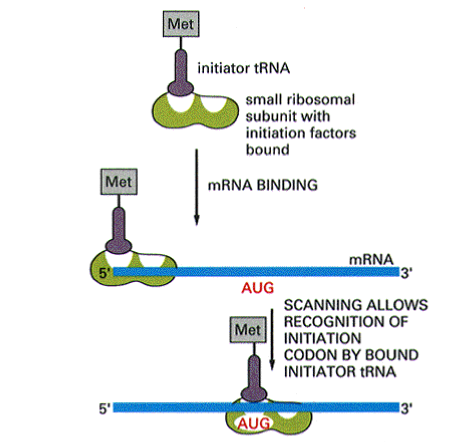 Met
initiator tRNA
small ribosomal
subunit with
initiation factors
bound
Met
mRNA BINDING
mRNA
5'
3'
AUG
SCANNING ALLOWS
RECOGNITION OF
INITIATION
CODON BY BOUND
INITIATOR tRNA
Met
5'
3'
AUG